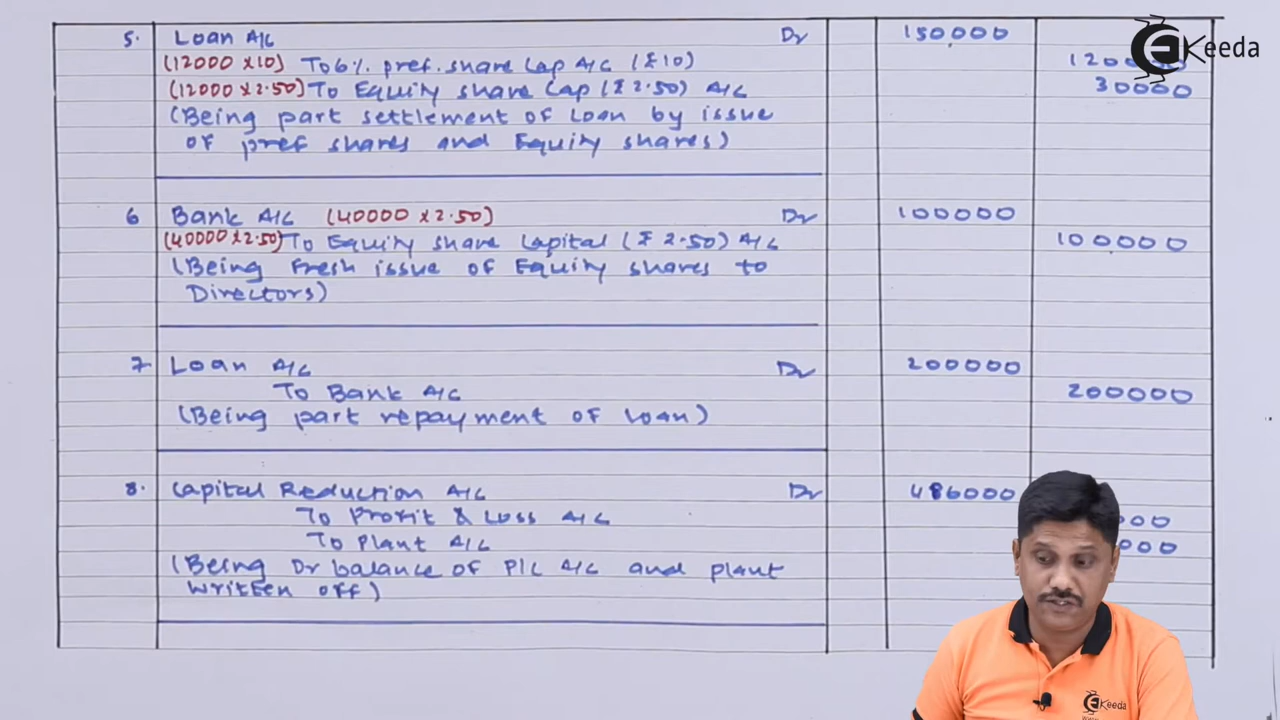 5. Loan A/c Dr 150000
(12000 x 10) To 6% pref. share Cap A/c (₹10)
(12000 x 2.50) To Equity share Cap (₹ 2.50) A/c 30000
(Being part settlement of Loan by issue
of pref shares and Equity shares)
6 Bank A/c (40000 x 2.50) Dr 100000
(40000 x 2.50) To Equity share Capital (₹ 2.50) A/c 100000
(Being Fresh issue of Equity shares to
Directors)
7. Loan A/c Dr 200000
To Bank A/c 200000
(Being part repayment of Loan)
8. Capital Reduction A/c Dr 486000
To Profit & Loss A/c
To Plant A/c
(Being Dr balance of P/L A/c and plant
written off)
Ekeeda
Ekeeda